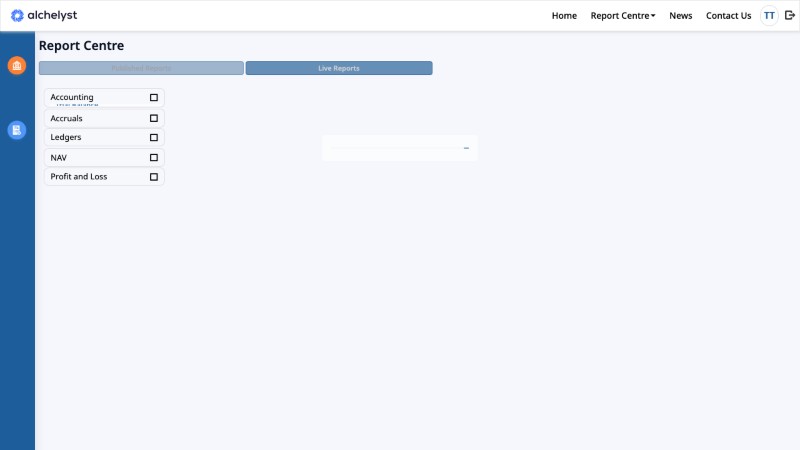 alchelyst
Home
Report Centre
News
Contact Us
TT
Report Centre
Published Reports
Live Reports
Accounting
Accruals
Ledgers
NAV
Profit and Loss